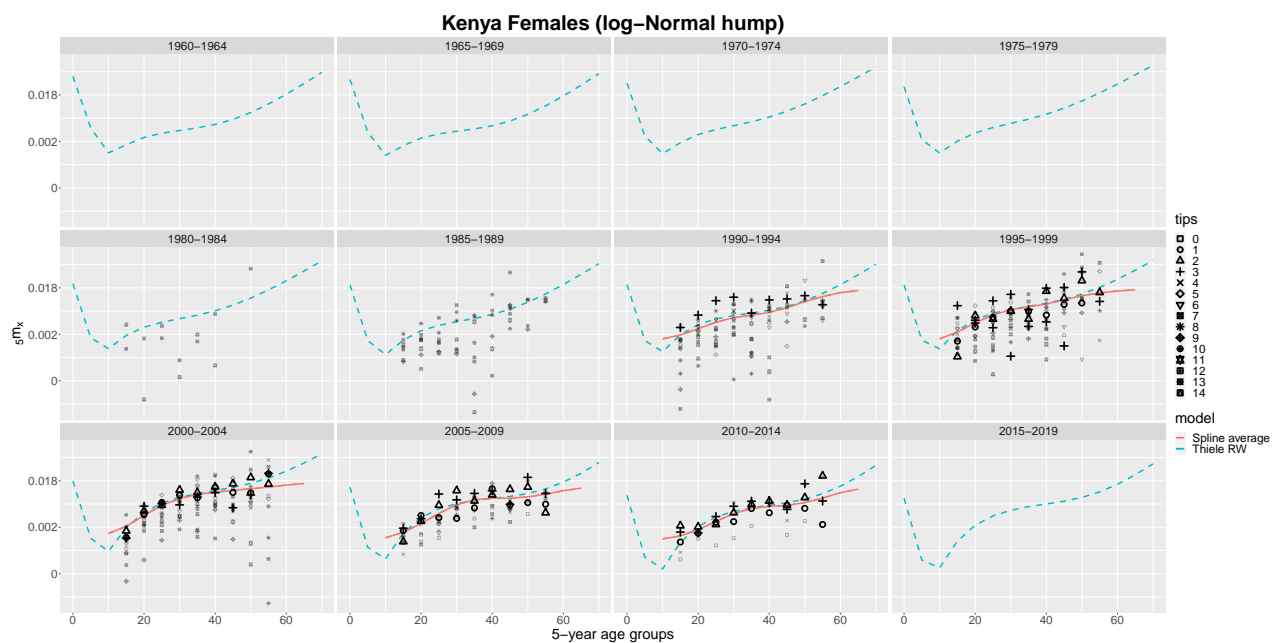 Kenya Females (log−Normal hump)
1960−1964 1965−1969 1970−1974 1975−1979
0.018
0.002
0
1980−1984 1985−1989 1990−1994 1995−1999
0.018
0.002
0
2000−2004 2005−2009 2010−2014 2015−2019
0.018
0.002
0
0 20 40 60 0 20 40 60 0 20 40 60 0 20 40 60
5−year age groups
5mx
tips
0
1
2
3
4
5
6
7
8
9
10
11
12
13
14
model
Spline average
Thiele RW